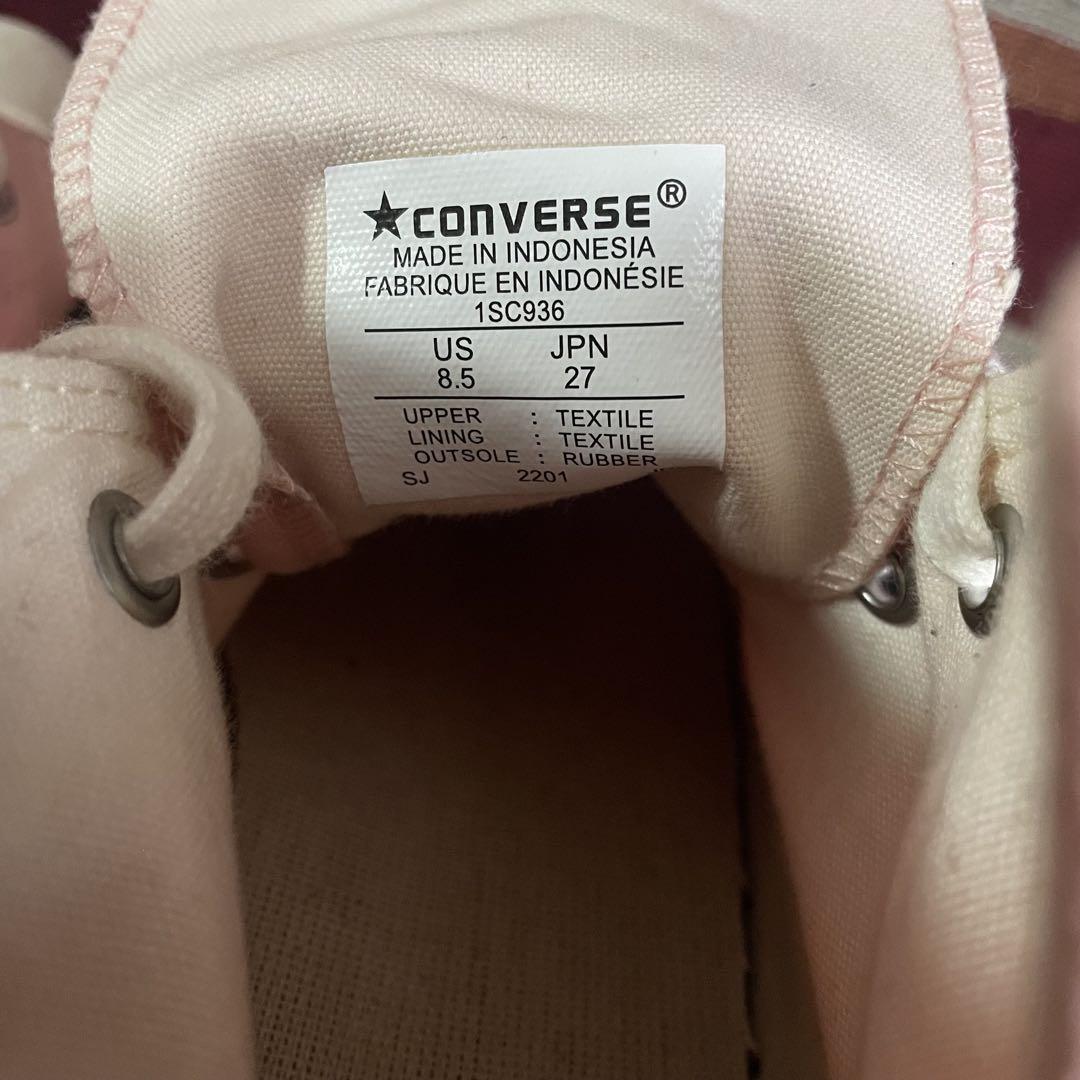 ★CONVERSE®
MADE IN INDONESIA
FABRIQUE EN INDONÉSIE
1SC936
US JPN
8.5 27
UPPER : TEXTILE
LINING : TEXTILE
OUTSOLE : RUBBER
SJ 2201